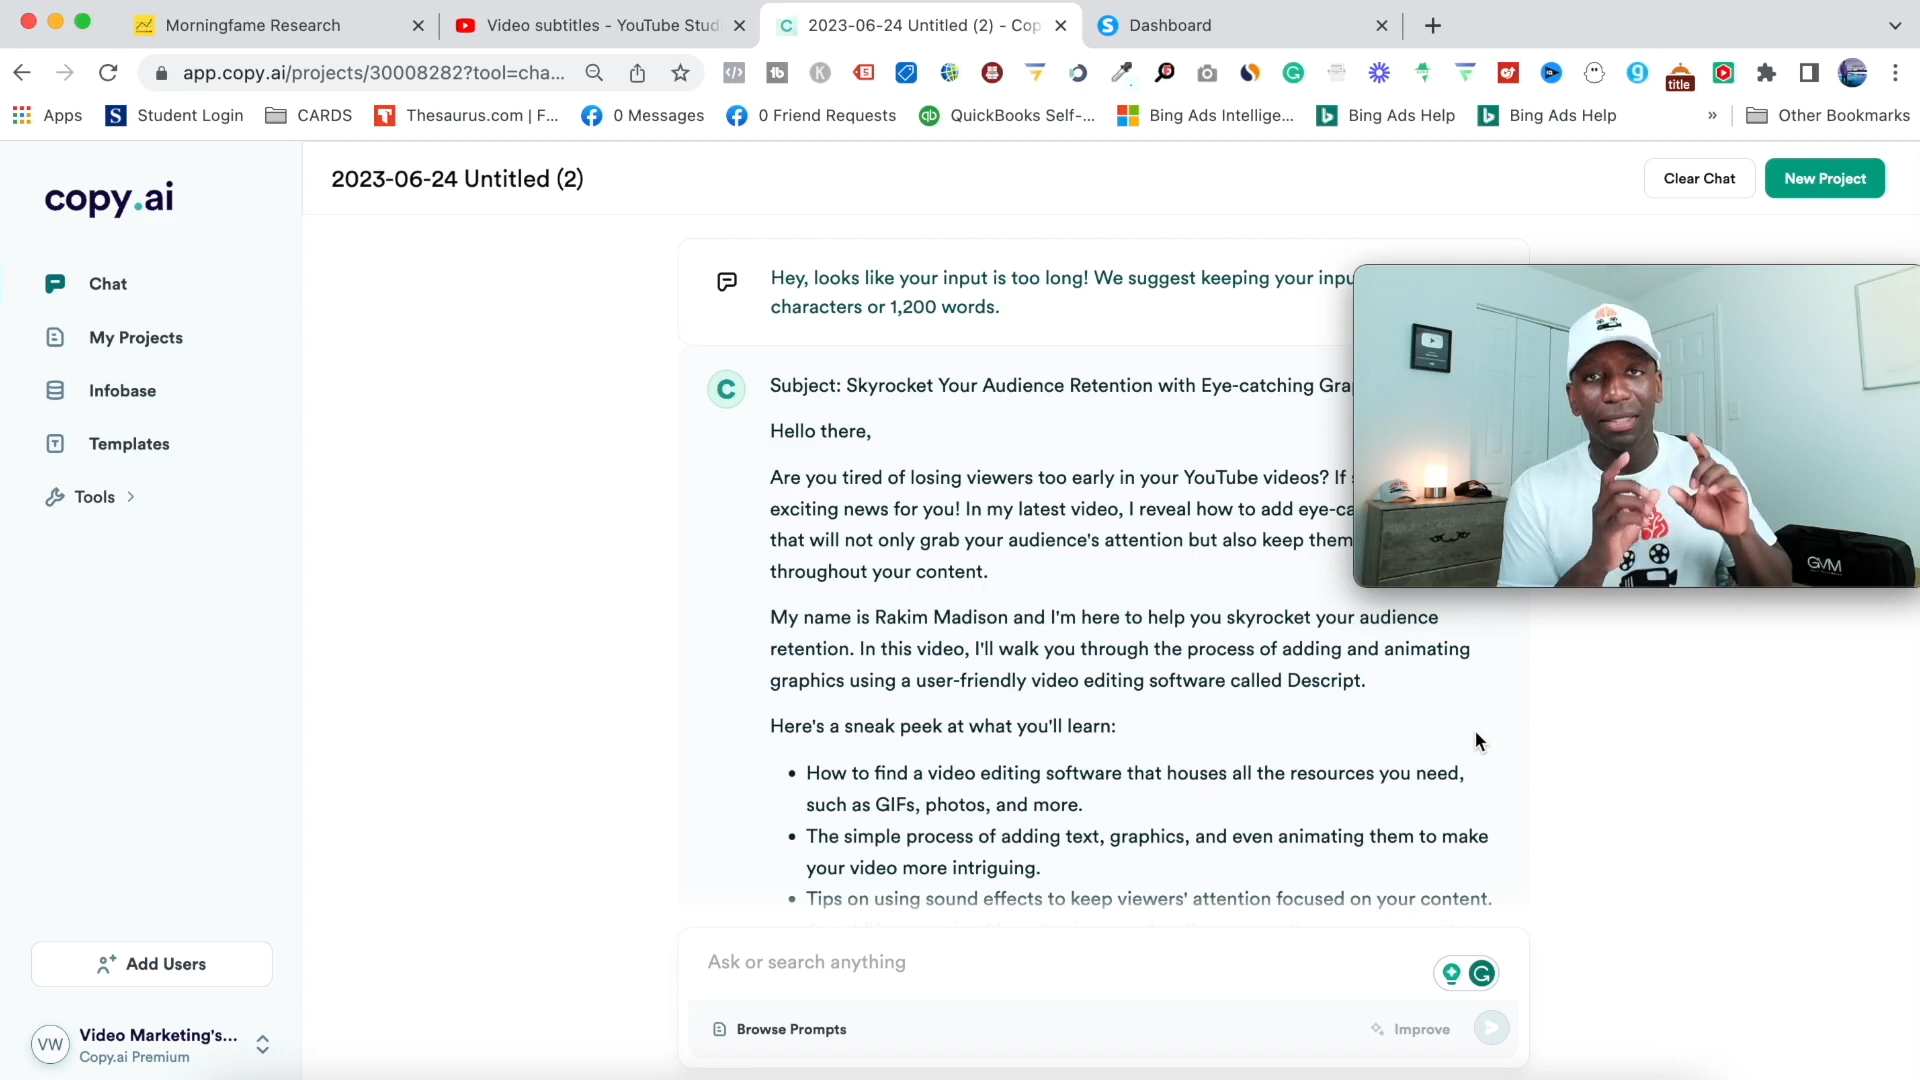 Morningfame Research
Video subtitles - YouTube Stud
2023-06-24 Untitled (2) - Cop
Dashboard
app.copy.ai/projects/30008282?tool=cha...
title
Apps
Student Login
CARDS
Thesaurus.com | F...
0 Messages
0 Friend Requests
QuickBooks Self-...
Bing Ads Intellige...
Bing Ads Help
Bing Ads Help
Other Bookmarks
copy.ai
2023-06-24 Untitled (2)
Clear Chat
New Project
Chat
My Projects
Infobase
Templates
Tools
Hey, looks like your input is too long! We suggest keeping your inpu
characters or 1,200 words.
Subject: Skyrocket Your Audience Retention with Eye-catching Gra
Hello there,
Are you tired of losing viewers too early in your YouTube videos? If
exciting news for you! In my latest video, I reveal how to add eye-ca
that will not only grab your audience's attention but also keep them
throughout your content.
My name is Rakim Madison and I'm here to help you skyrocket your audience
retention. In this video, I'll walk you through the process of adding and animating
graphics using a user-friendly video editing software called Descript.
Here's a sneak peek at what you'll learn:
• How to find a video editing software that houses all the resources you need,
such as GIFs, photos, and more.
• The simple process of adding text, graphics, and even animating them to make
your video more intriguing.
• Tips on using sound effects to keep viewers' attention focused on your content.
GVM
Ask or search anything
Browse Prompts
Improve
Add Users
VW
Video Marketing's...
Copy.ai Premium